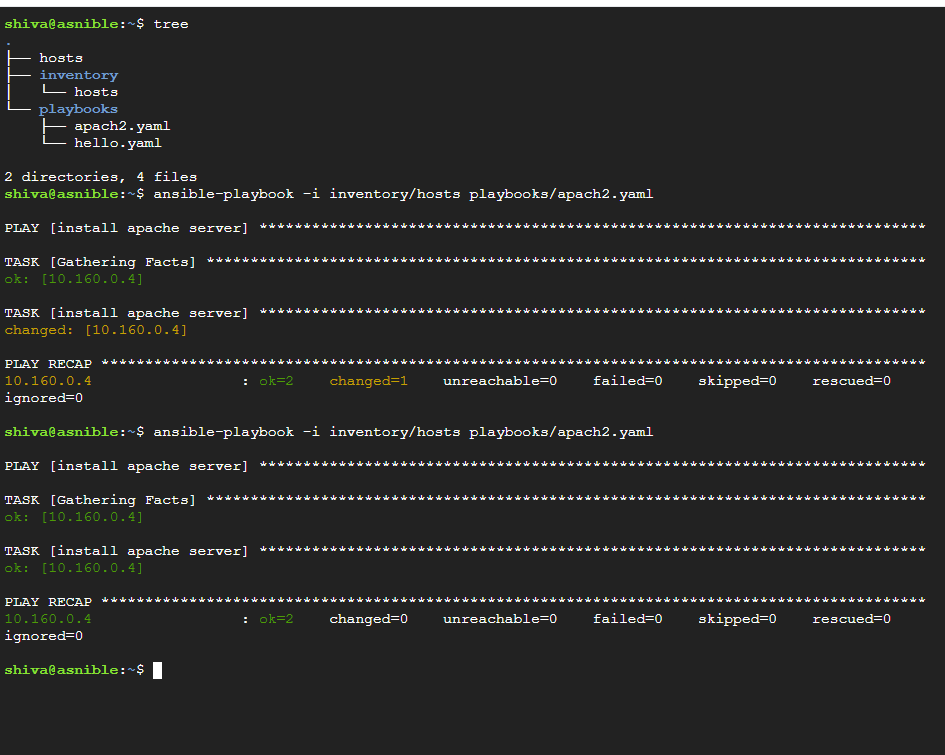 shiva@asnible:~$ tree
.
├── hosts
├── inventory
│   └── hosts
└── playbooks
    ├── apach2.yaml
    └── hello.yaml
2 directories, 4 files
shiva@asnible:~$ ansible-playbook -i inventory/hosts playbooks/apach2.yaml
PLAY [install apache server] ****************************************************************************
TASK [Gathering Facts] **********************************************************************************
ok: [10.160.0.4]
TASK [install apache server] ****************************************************************************
changed: [10.160.0.4]
PLAY RECAP **********************************************************************************************
10.160.0.4                 : ok=2    changed=1    unreachable=0    failed=0    skipped=0    rescued=0
ignored=0
shiva@asnible:~$ ansible-playbook -i inventory/hosts playbooks/apach2.yaml
PLAY [install apache server] ****************************************************************************
TASK [Gathering Facts] **********************************************************************************
ok: [10.160.0.4]
TASK [install apache server] ****************************************************************************
ok: [10.160.0.4]
PLAY RECAP **********************************************************************************************
10.160.0.4                 : ok=2    changed=0    unreachable=0    failed=0    skipped=0    rescued=0
ignored=0
shiva@asnible:~$